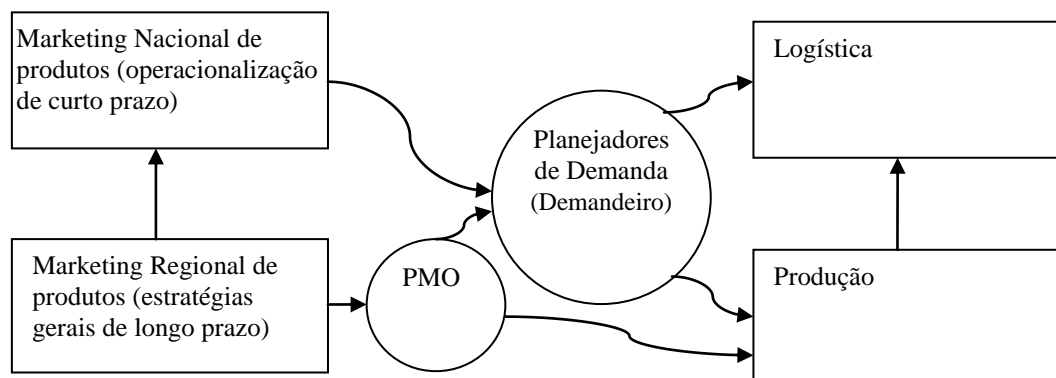 Marketing Nacional de
produtos (operacionalização
de curto prazo)
Logística
Planejadores
de Demanda
(Demandeiro)
Marketing Regional de
produtos (estratégias
gerais de longo prazo)
PMO
Produção